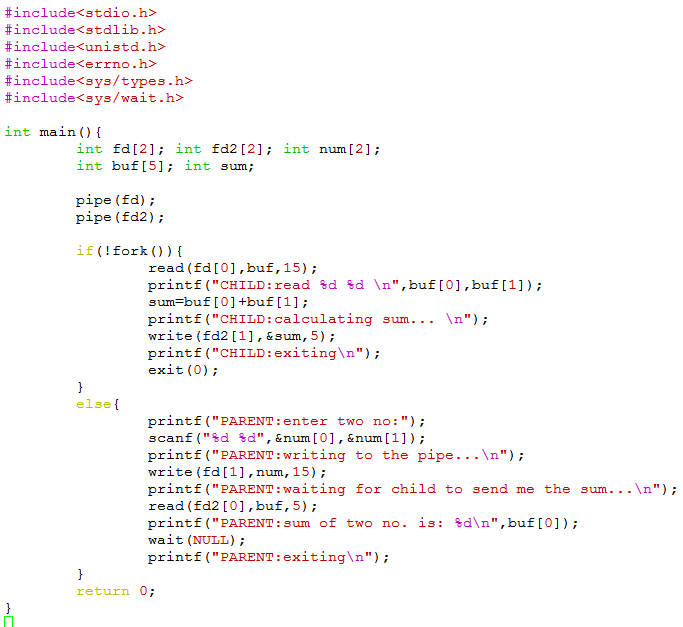 #include<stdio.h>
#include<stdlib.h>
#include<unistd.h>
#include<errno.h>
#include<sys/types.h>
#include<sys/wait.h>

int main(){
        int fd[2]; int fd2[2]; int num[2];
        int buf[5]; int sum;

        pipe(fd);
        pipe(fd2);

        if(!fork()){
                read(fd[0],buf,15);
                printf("CHILD:read %d %d \n",buf[0],buf[1]);
                sum=buf[0]+buf[1];
                printf("CHILD:calculating sum... \n");
                write(fd2[1],&sum,5);
                printf("CHILD:exiting\n");
                exit(0);
        }
        else{
                printf("PARENT:enter two no:");
                scanf("%d %d",&num[0],&num[1]);
                printf("PARENT:writing to the pipe...\n");
                write(fd[1],num,15);
                printf("PARENT:waiting for child to send me the sum...\n");
                read(fd2[0],buf,5);
                printf("PARENT:sum of two no. is: %d\n",buf[0]);
                wait(NULL);
                printf("PARENT:exiting\n");
        }
        return 0;
}